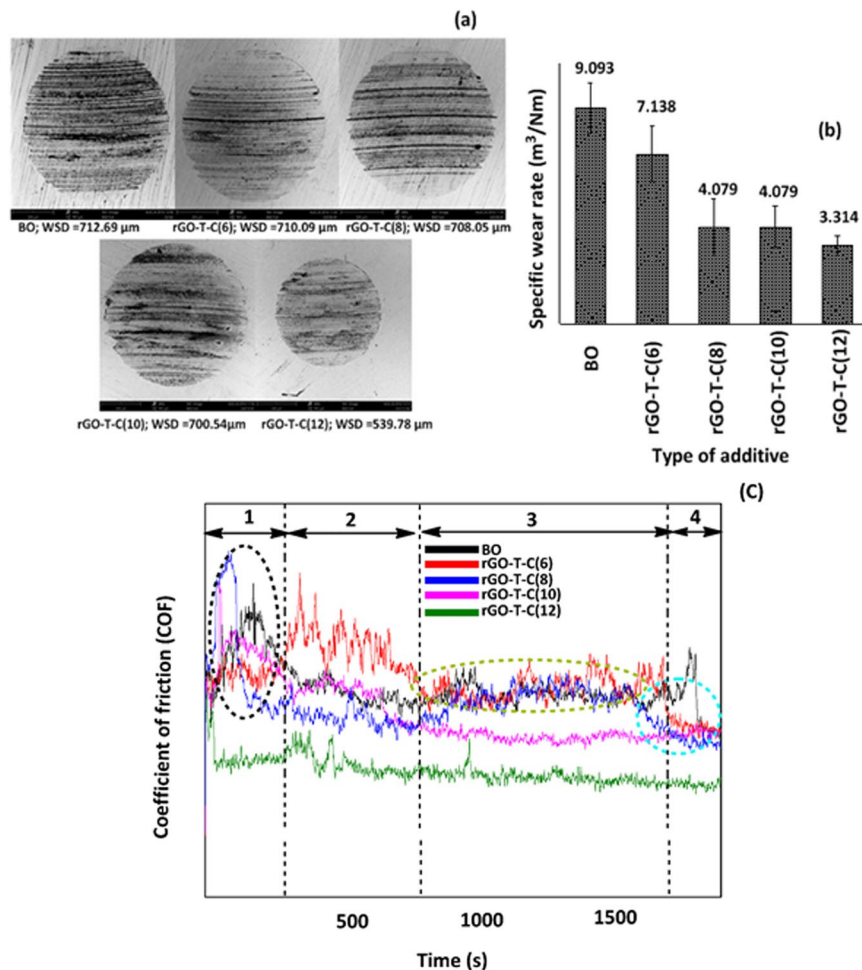 (a)
BO; WSD =712.69 µm
rGO-T-C(6); WSD =710.09 µm
rGO-T-C(8); WSD =708.05 µm
rGO-T-C(10); WSD =700.54µm
rGO-T-C(12); WSD =539.78 µm
(b)
Specific wear rate (m³/Nm)
9.093
7.138
4.079
4.079
3.314
BO
rGO-T-C(6)
rGO-T-C(8)
rGO-T-C(10)
rGO-T-C(12)
Type of additive
(C)
Coefficient of friction (COF)
1
2
3
4
BO
rGO-T-C(6)
rGO-T-C(8)
rGO-T-C(10)
rGO-T-C(12)
500
1000
1500
Time (s)